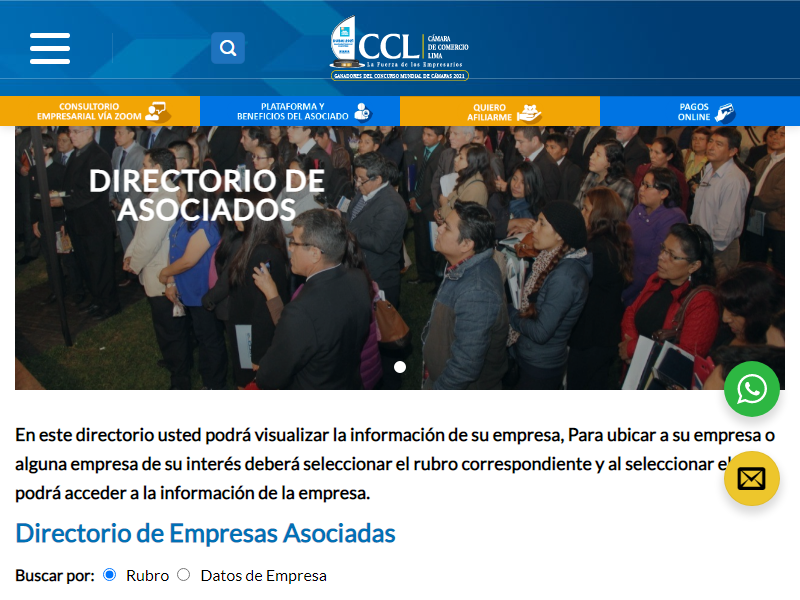 CCL
CÁMARA
DE COMERCIO
LIMA
La Fuerza de los Empresarios
GANADORES DEL CONCURSO MUNDIAL DE CÁMARAS 2021
CONSULTORIO
EMPRESARIAL VÍA ZOOM
PLATAFORMA Y
BENEFICIOS DEL ASOCIADO
QUIERO
AFILIARME
PAGOS
ONLINE
DIRECTORIO DE
ASOCIADOS
En este directorio usted podrá visualizar la información de su empresa, Para ubicar a su empresa o
alguna empresa de su interés deberá seleccionar el rubro correspondiente y al seleccionar el
podrá acceder a la información de la empresa.
Directorio de Empresas Asociadas
Buscar por: Rubro Datos de Empresa